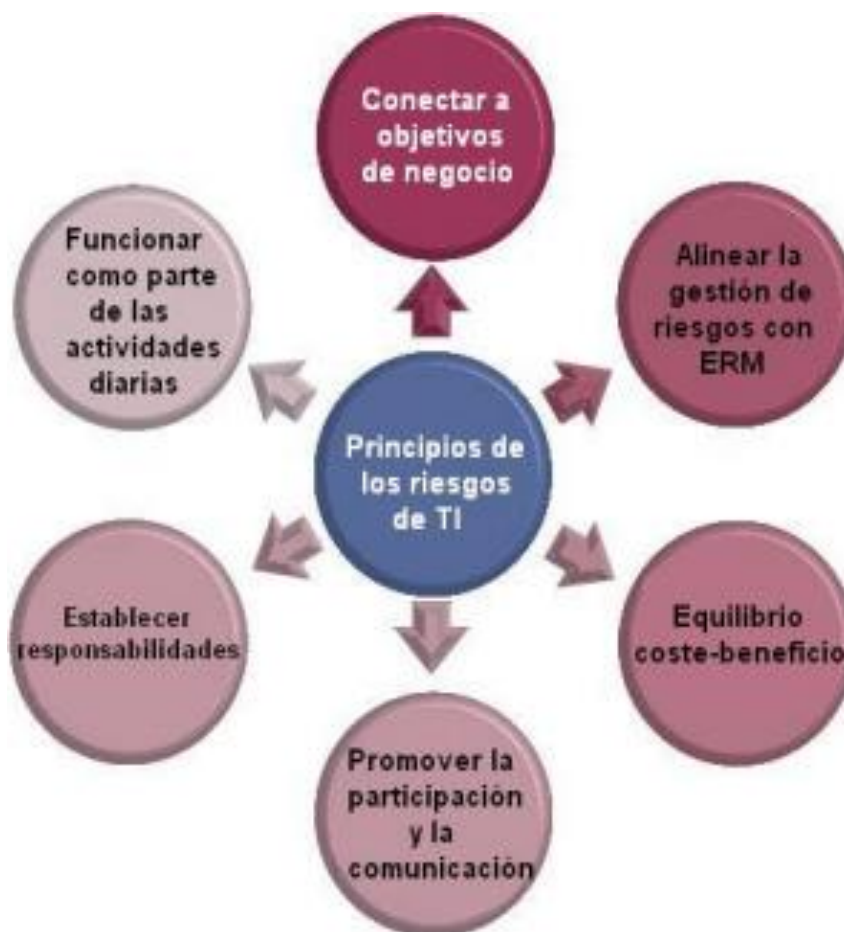 Conectar a
objetivos
de negocio
Funcionar
como parte
de las
actividades
diarias
Alinear la
gestión de
riesgos con
ERM
Principios de
los riesgos
de TI
Establecer
responsabilidades
Equilibrio
coste-beneficio
Promover la
participación
y la
comunicación